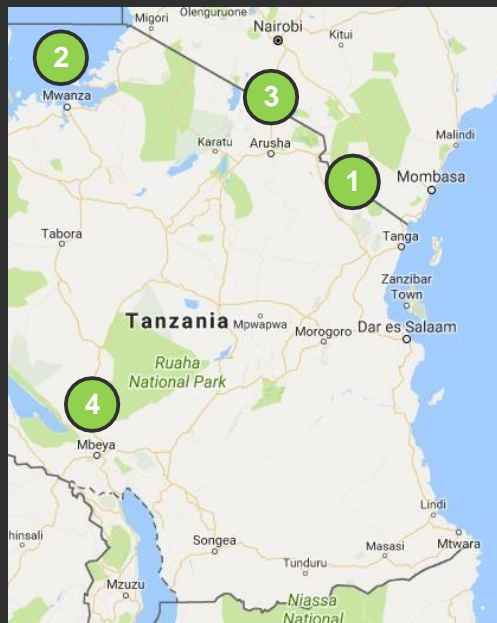 Olenguruone
Migori
Nairobi
Kitui
2
Mwanza
3
Malindi
Karatu
Arusha
1
Mombasa
Tabora
Tanga
Zanzibar
Town
Tanzania
Mpwapwa
Morogoro
Dar es Salaam
Ruaha
National Park
4
Mbeya
Lindi
hinsali
Songea
Masasi
Mtwara
Tunduru
Mzuzu
Niassa
National